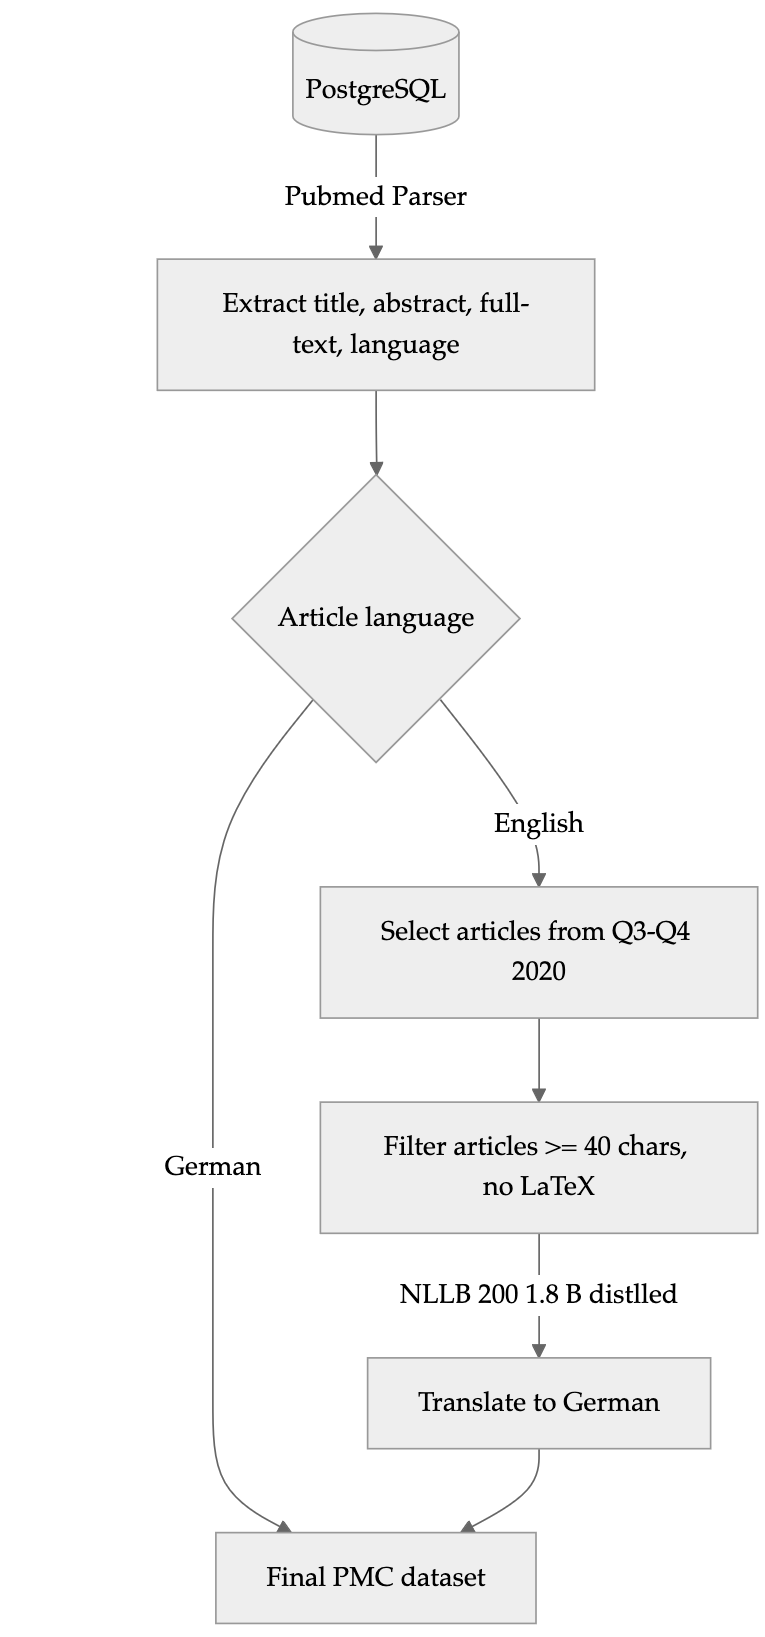 PostgreSQL
Pubmed Parser
Extract title, abstract, full-
text, language
Article language
English
Select articles from Q3-Q4
2020
Filter articles >= 40 chars,
no LaTeX
German
NLLB 200 1.8 B distlled
Translate to German
Final PMC dataset